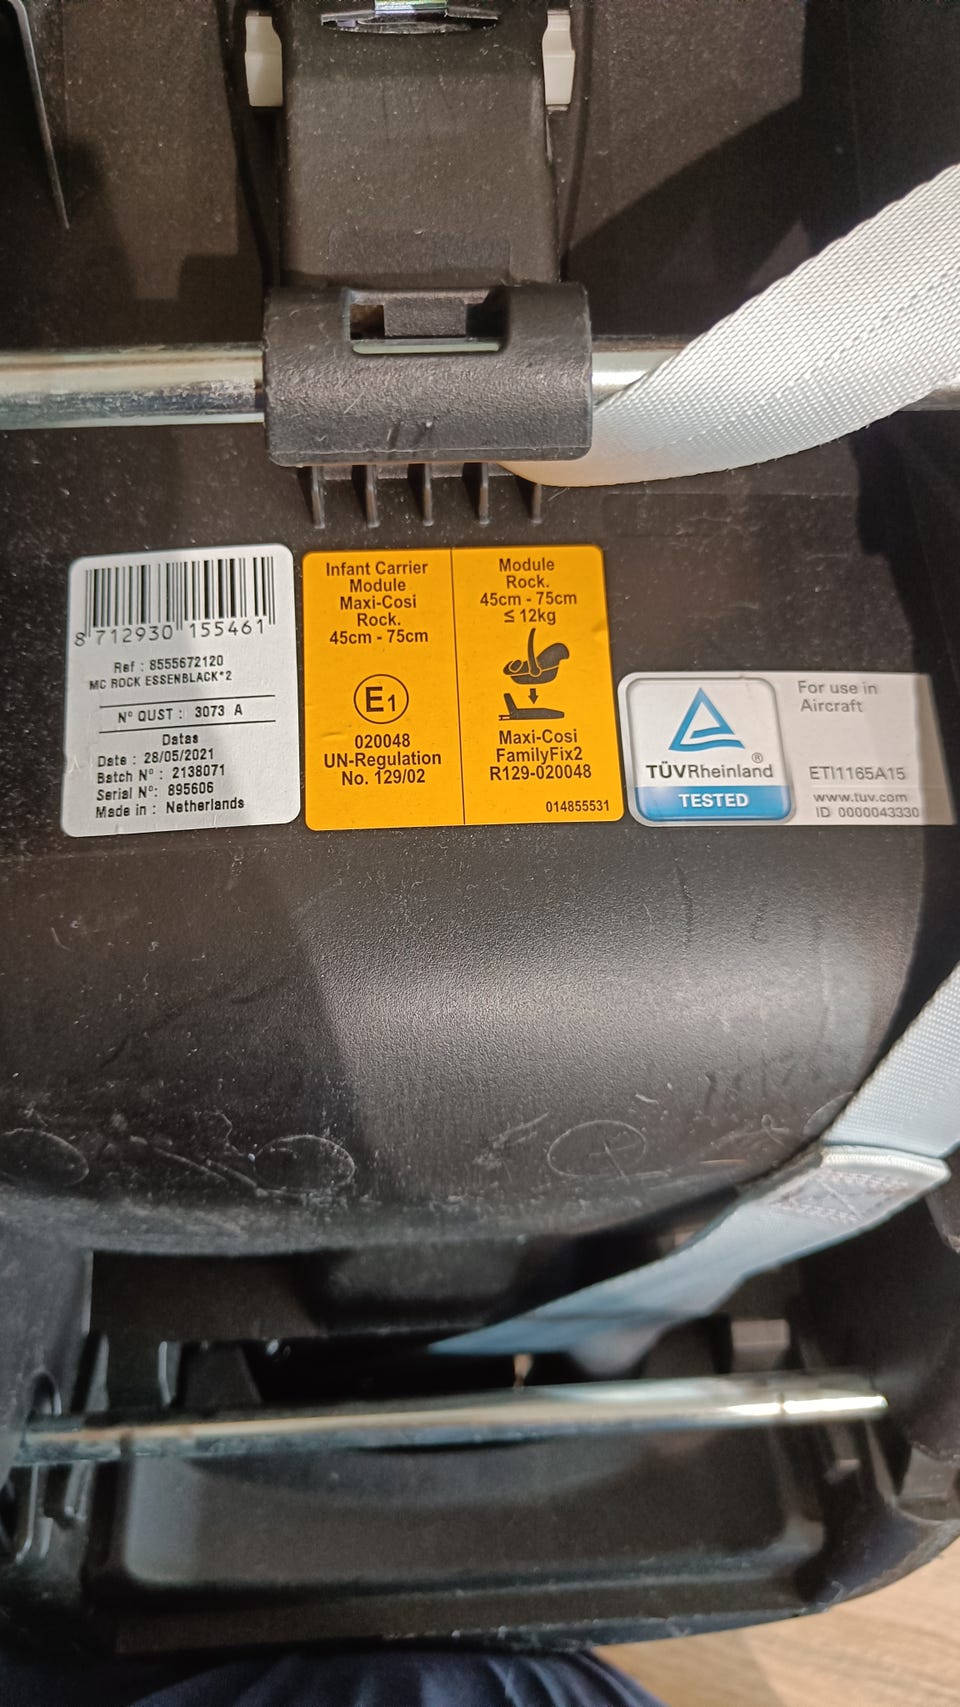 8 712930 155461
Ref : 8555672120
MC ROCK ESSENBLACK*2
N° QUST : 3073 A
Datas
Date : 28/05/2021
Batch N° : 2138071
Serial N°: 895606
Made in : Netherlands
Infant Carrier
Module
Maxi-Cosi
Rock.
45cm - 75cm
E1
020048
UN-Regulation
No. 129/02
Module
Rock.
45cm - 75cm
≤ 12kg
Maxi-Cosi
FamilyFix2
R129-020048
014855531
TÜVRheinland®
TESTED
For use in
Aircraft
ETI1165A15
www.tuv.com
ID 0000043330